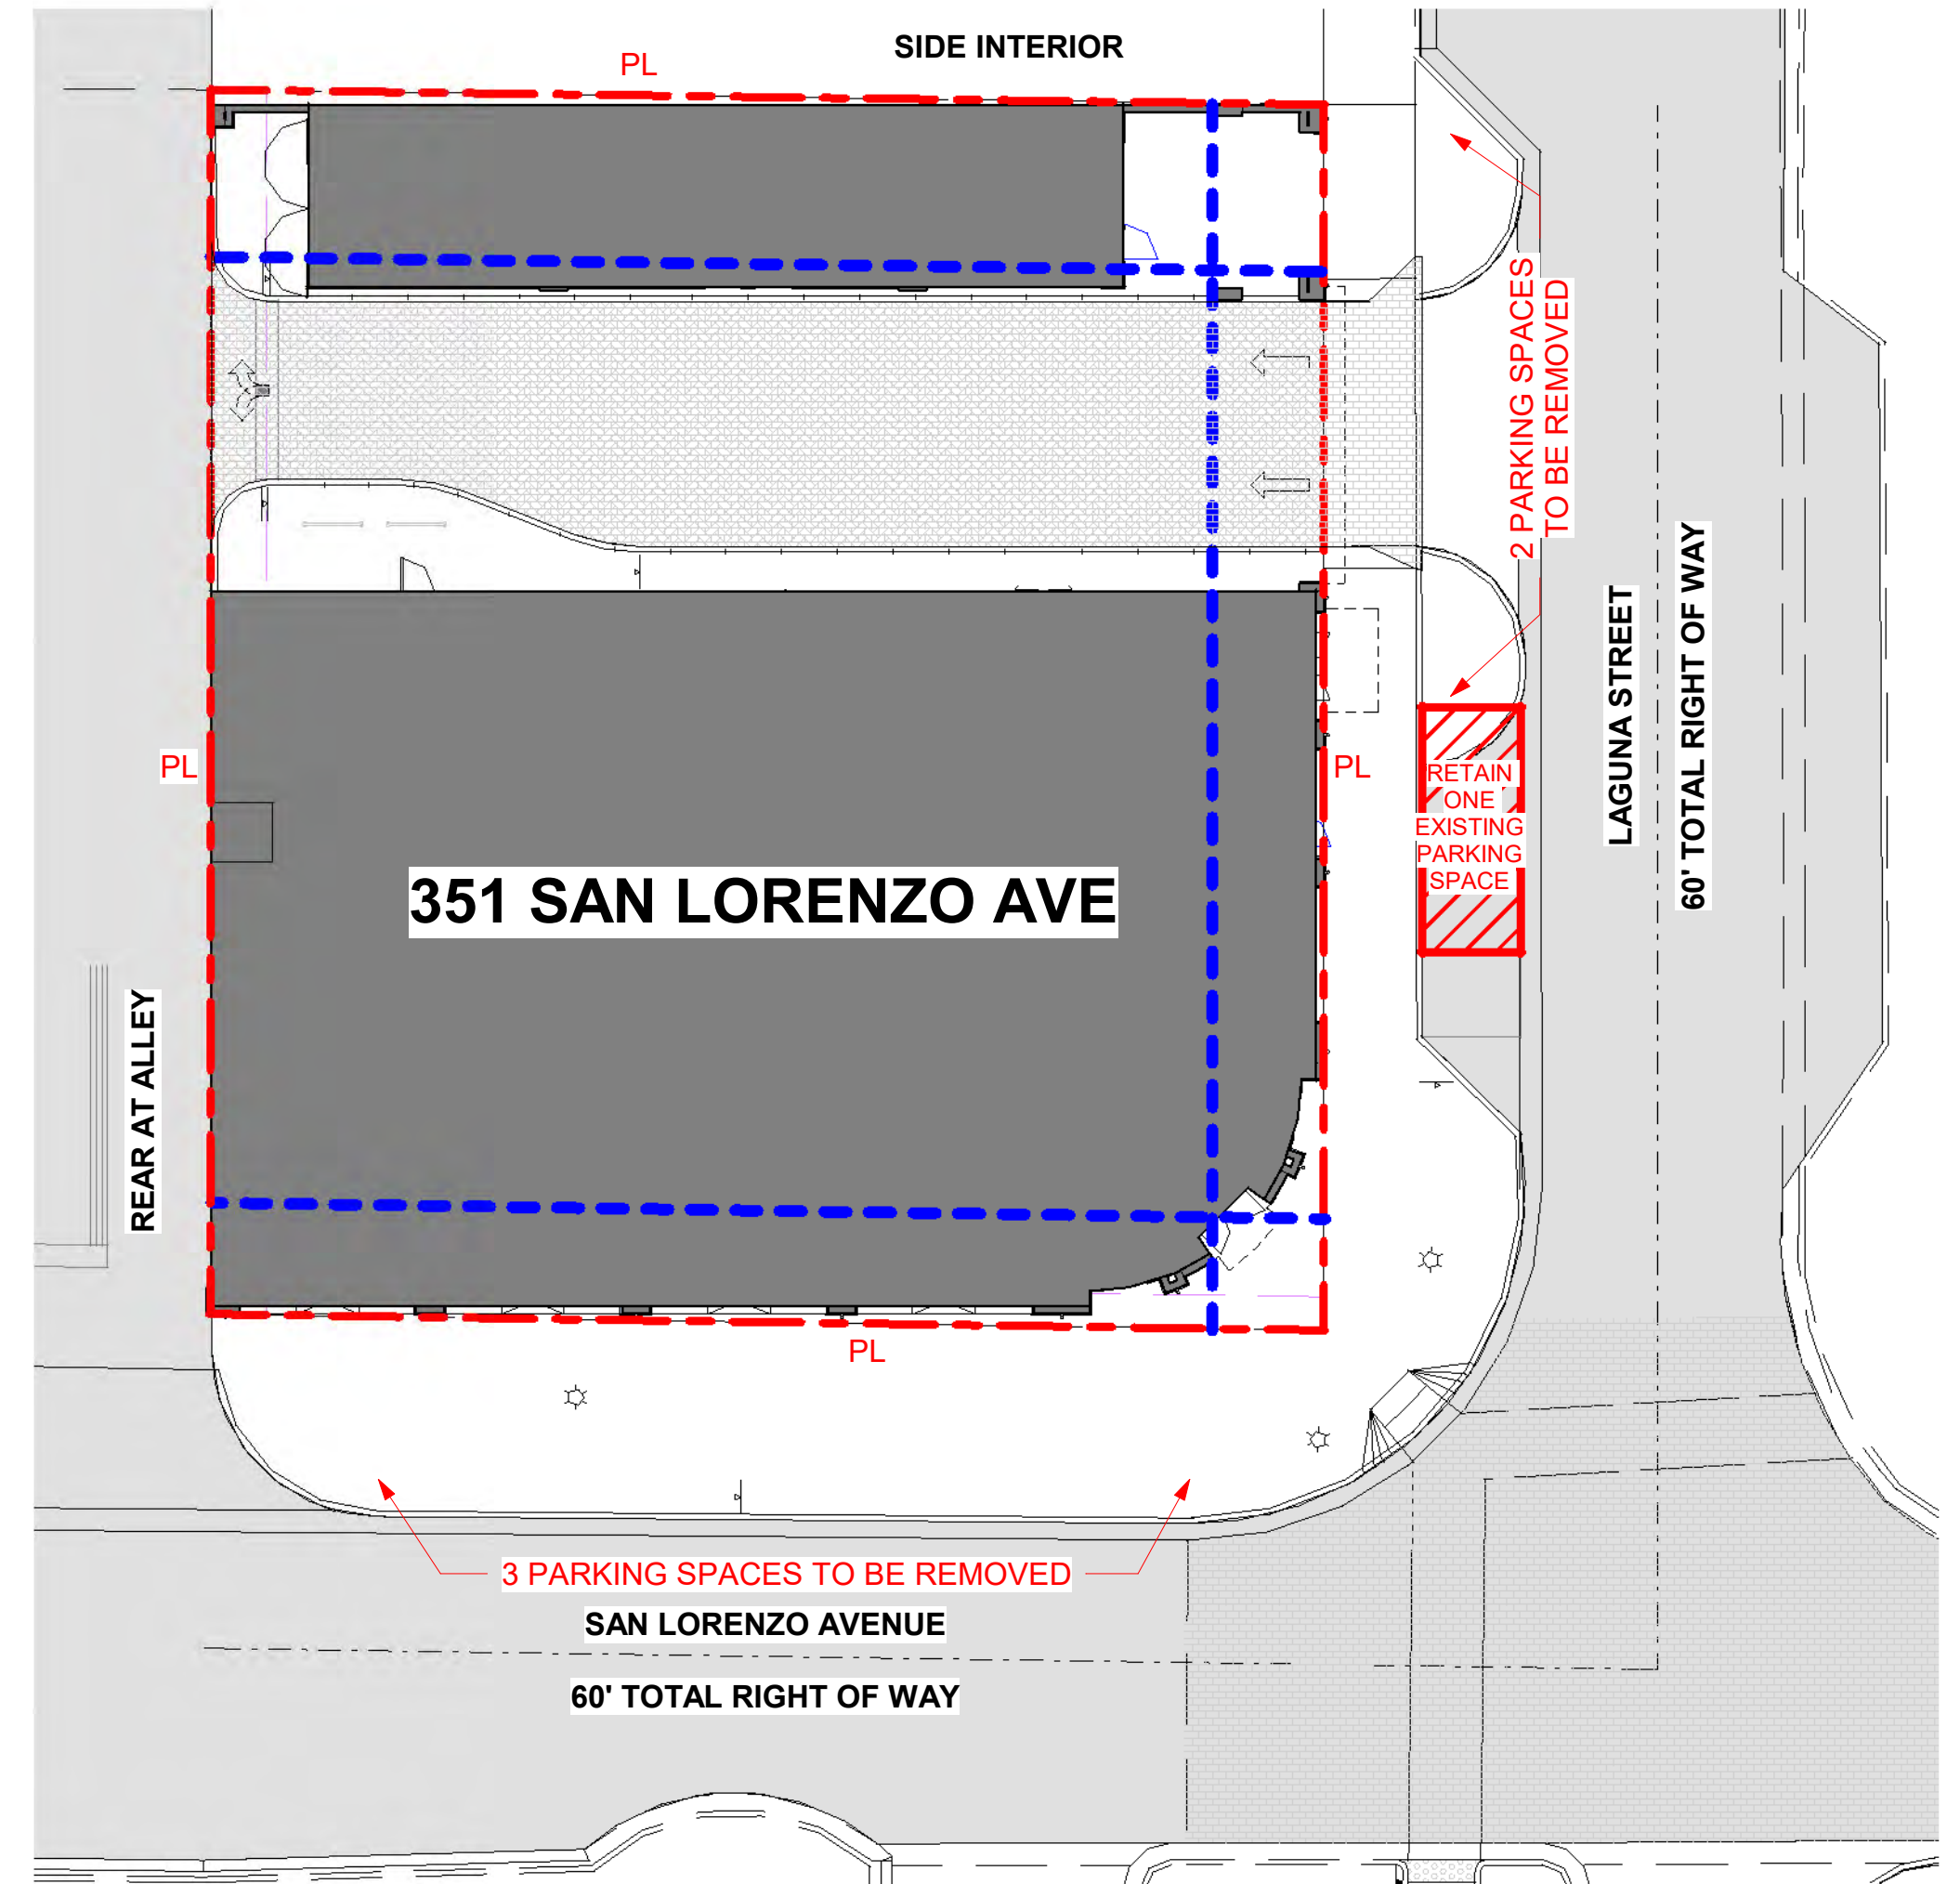 SIDE INTERIOR
PL
2 PARKING SPACES
TO BE REMOVED
LAGUNA STREET
60' TOTAL RIGHT OF WAY
PL
PL
RETAIN
ONE
EXISTING
PARKING
SPACE
351 SAN LORENZO AVE
REAR AT ALLEY
PL
3 PARKING SPACES TO BE REMOVED
SAN LORENZO AVENUE
60' TOTAL RIGHT OF WAY